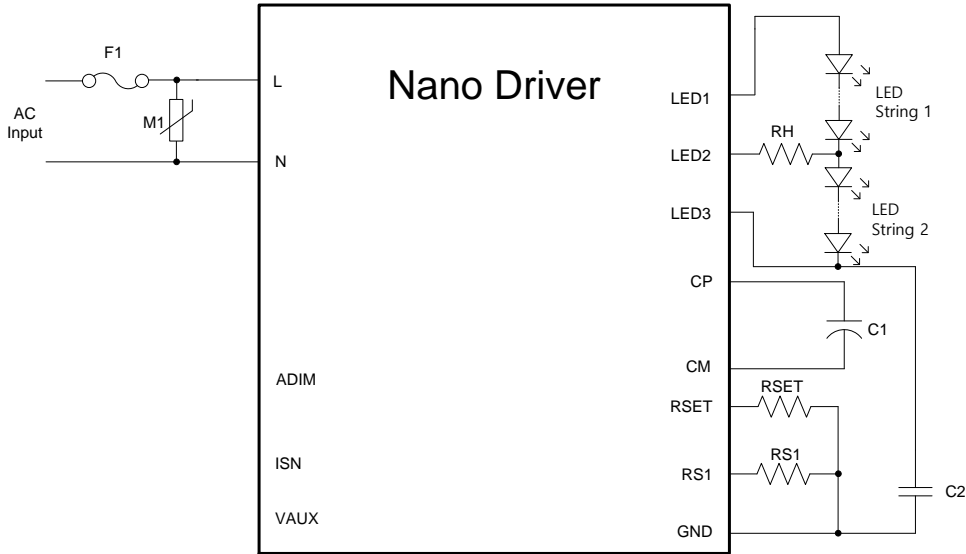 Nano Driver
F1
AC
Input
M1
L
N
ADIM
ISN
VAUX
LED1
LED2
LED3
CP
CM
RSET
RS1
GND
RH
LED
String 1
LED
String 2
C1
RSET
RS1
C2